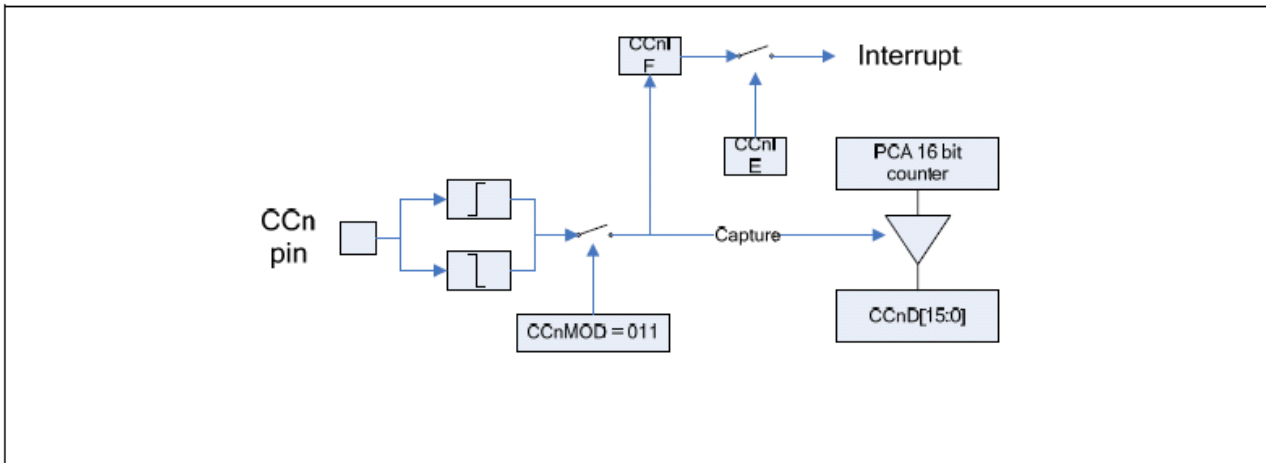 CCnI
F
Interrupt
CCnI
E
PCA 16 bit
counter
CCn
pin
Capture
CCnMOD = 011
CCnD[15:0]